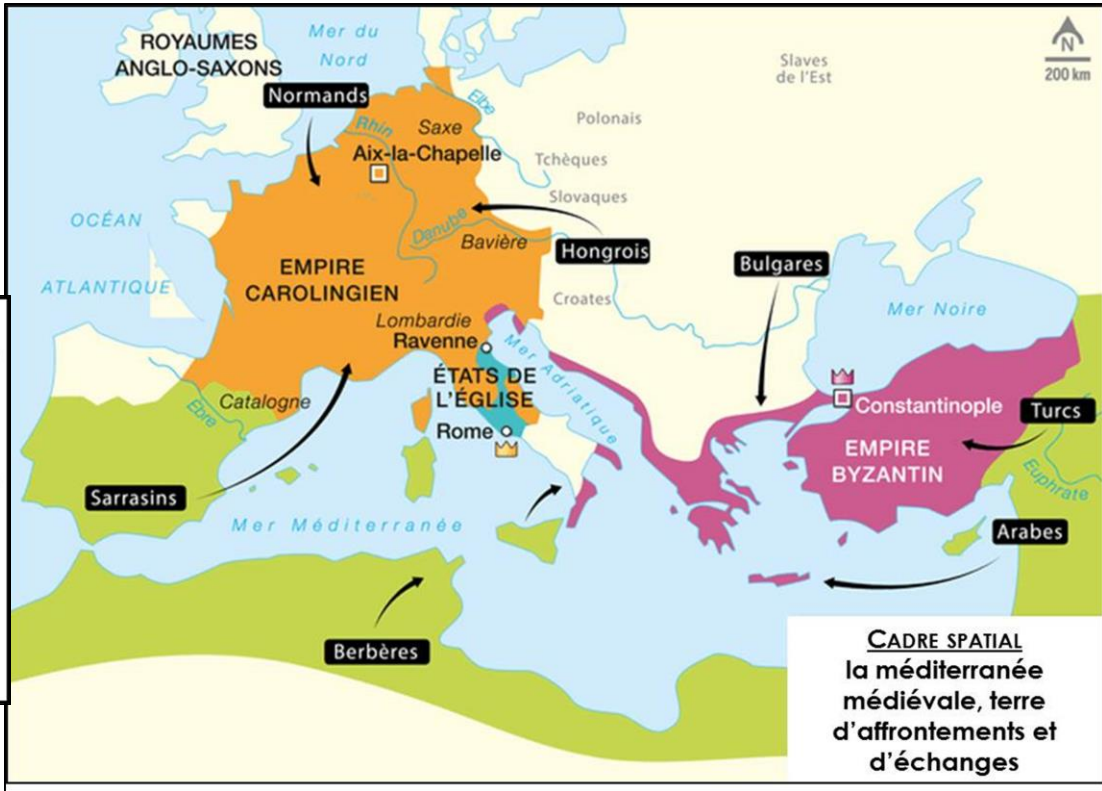 Mer du
Nord
ROYAUMES
ANGLO-SAXONS
N
200 km
Slaves
de l'Est
Normands
Elbe
Rhin
Saxe
Polonais
Aix-la-Chapelle
Tchèques
Slovaques
OCÉAN
ATLANTIQUE
Danube
Bavière
Hongrois
Bulgares
EMPIRE
CAROLINGIEN
Croates
Mer Noire
Lombardie
Ravenne
Mer Adriatique
ÉTATS DE
L'ÉGLISE
Catalogne
Èbre
Rome
Constantinople
Turcs
EMPIRE
BYZANTIN
Euphrate
Sarrasins
Mer Méditerranée
Arabes
Berbères
CADRE SPATIAL
la méditerranée
médiévale, terre
d'affrontements et
d'échanges